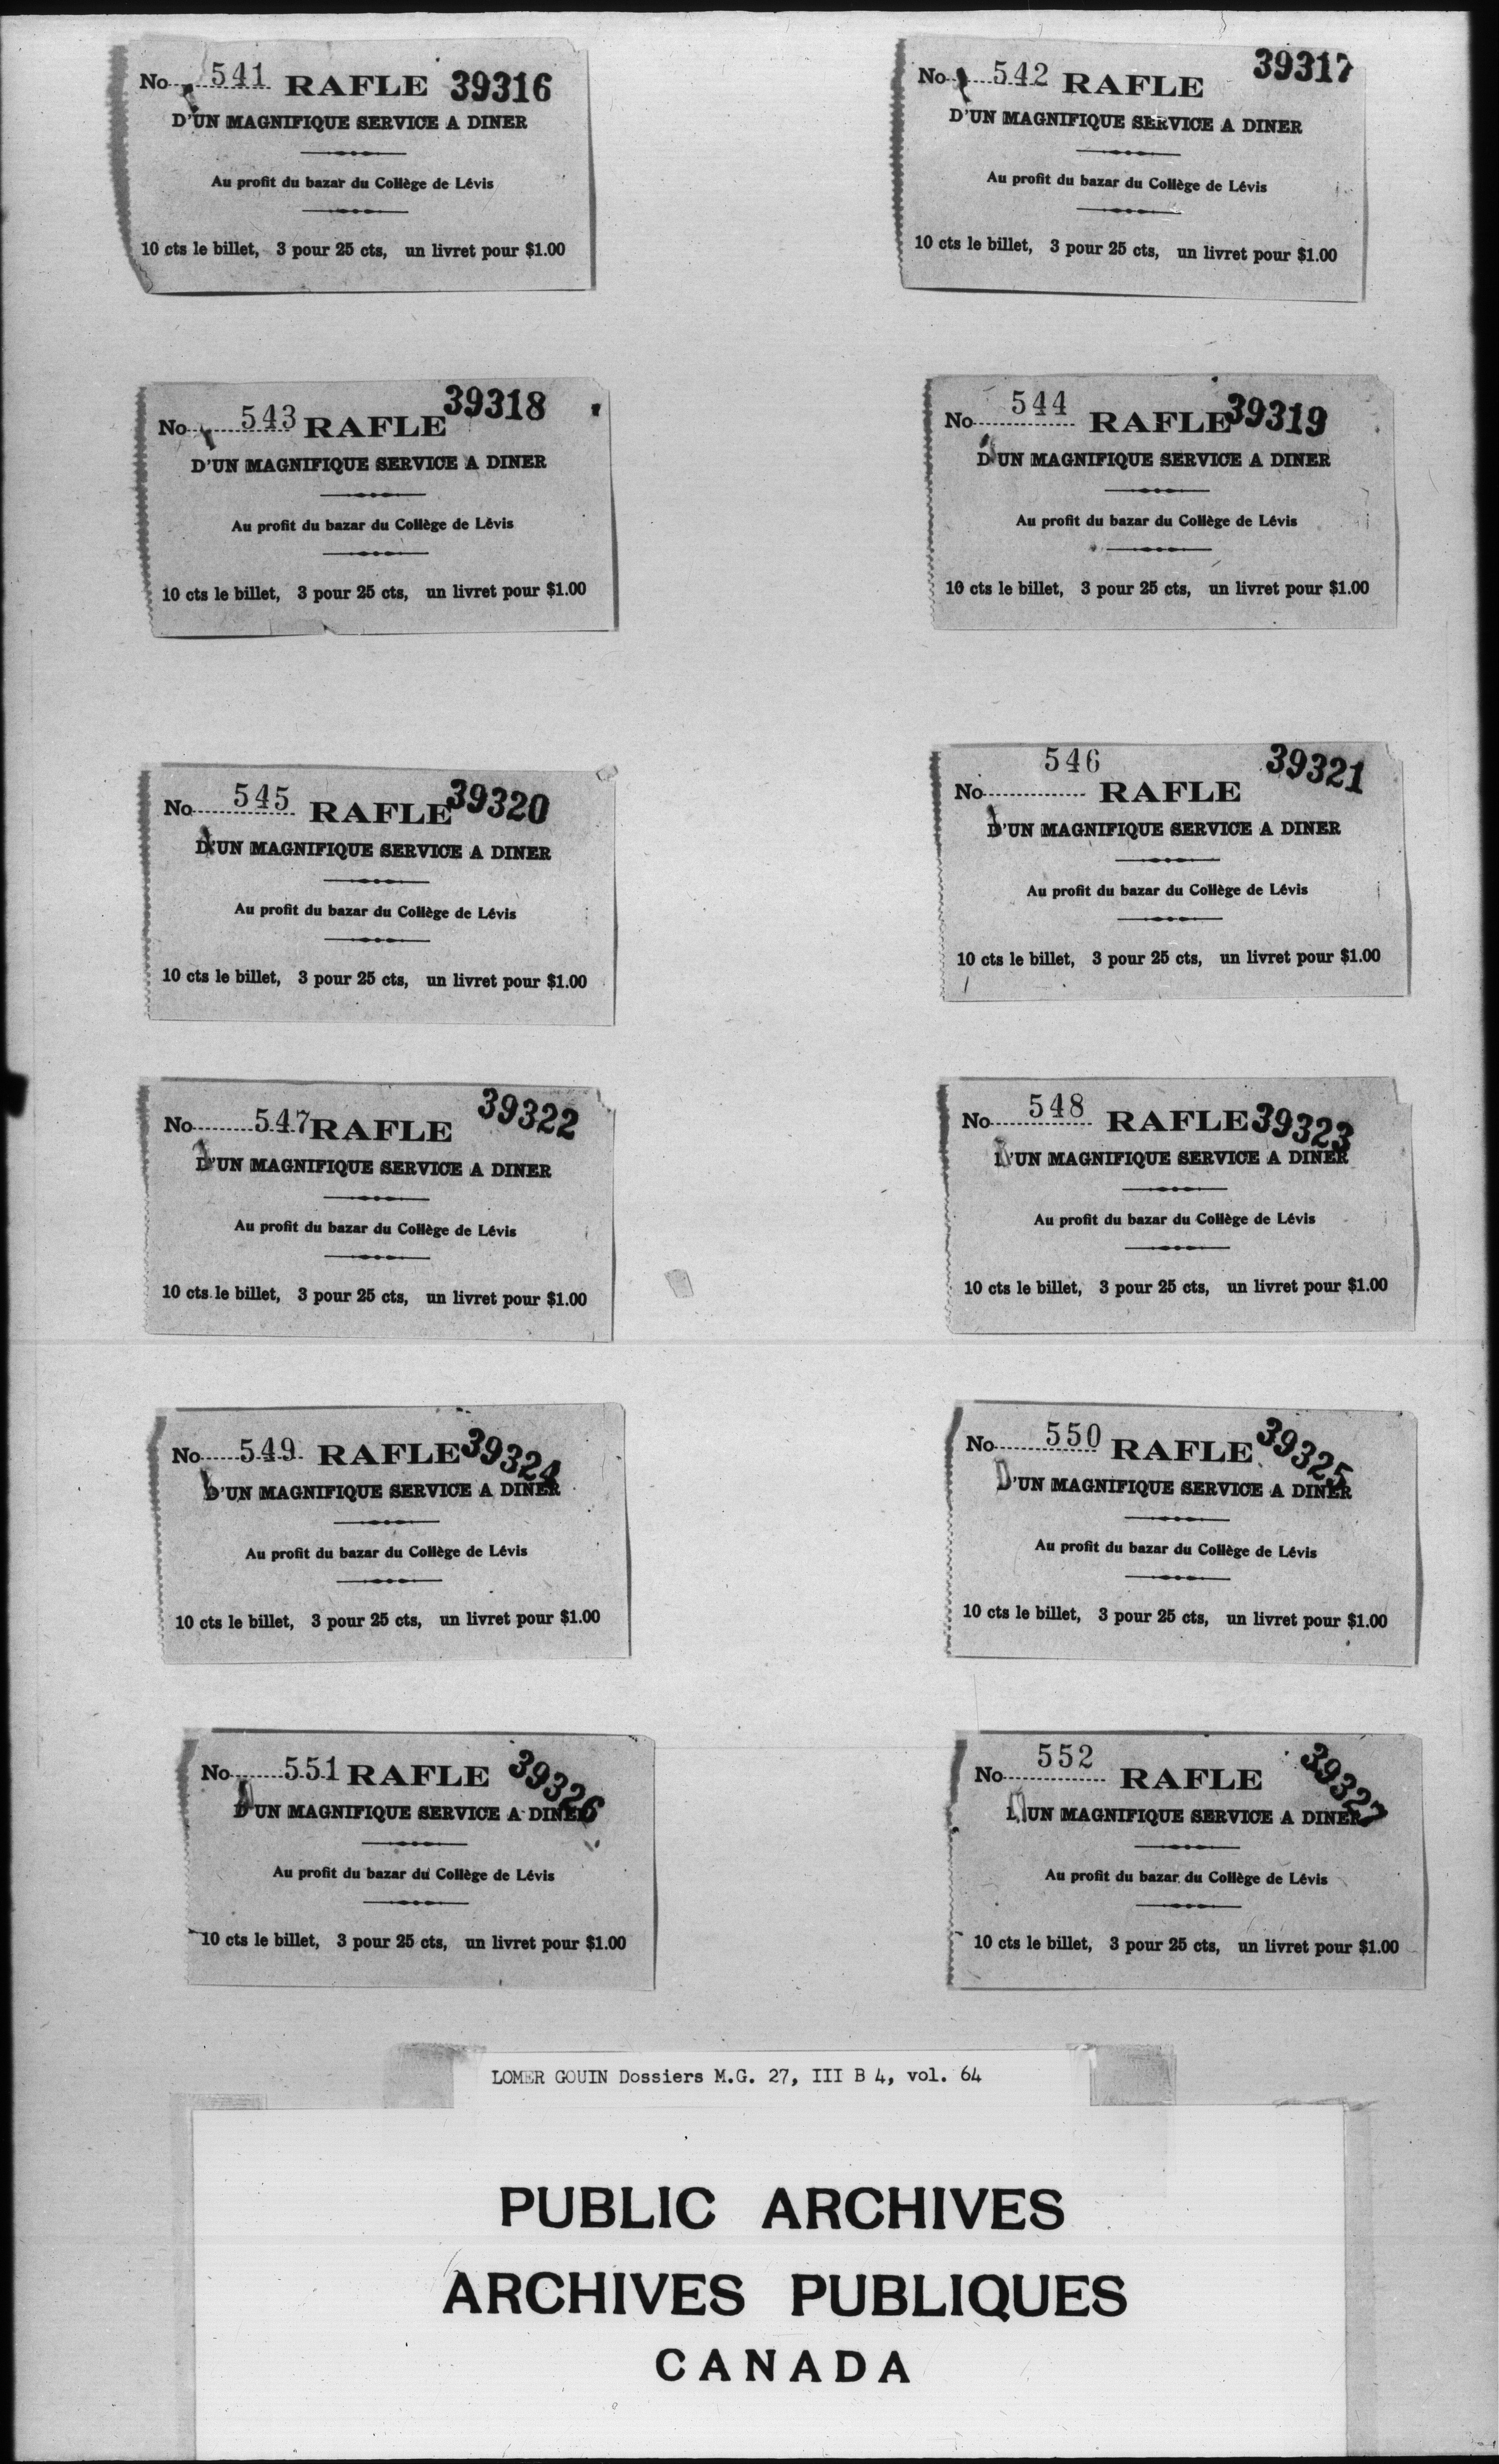 No 541 RAFLE 39316
D'UN MAGNIFIQUE SERVICE A DINER
Au profit du bazar du Collège de Lévis
10 cts le billet, 3 pour 25 cts, un livret pour $1.00
No 542 RAFLE 39317
D'UN MAGNIFIQUE SERVICE A DINER
Au profit du bazar du Collège de Lévis
10 cts le billet, 3 pour 25 cts, un livret pour $1.00
No 543 RAFLE 39318
D'UN MAGNIFIQUE SERVICE A DINER
Au profit du bazar du Collège de Lévis
10 cts le billet, 3 pour 25 cts, un livret pour $1.00
No 544 RAFLE 39319
D'UN MAGNIFIQUE SERVICE A DINER
Au profit du bazar du Collège de Lévis
10 cts le billet, 3 pour 25 cts, un livret pour $1.00
No 545 RAFLE 39320
D'UN MAGNIFIQUE SERVICE A DINER
Au profit du bazar du Collège de Lévis
10 cts le billet, 3 pour 25 cts, un livret pour $1.00
No 546 RAFLE 39321
D'UN MAGNIFIQUE SERVICE A DINER
Au profit du bazar du Collège de Lévis
10 cts le billet, 3 pour 25 cts, un livret pour $1.00
No 547 RAFLE 39322
D'UN MAGNIFIQUE SERVICE A DINER
Au profit du bazar du Collège de Lévis
10 cts le billet, 3 pour 25 cts, un livret pour $1.00
No 548 RAFLE 39323
D'UN MAGNIFIQUE SERVICE A DINER
Au profit du bazar du Collège de Lévis
10 cts le billet, 3 pour 25 cts, un livret pour $1.00
No 549 RAFLE 39324
D'UN MAGNIFIQUE SERVICE A DINER
Au profit du bazar du Collège de Lévis
10 cts le billet, 3 pour 25 cts, un livret pour $1.00
No 550 RAFLE 39325
D'UN MAGNIFIQUE SERVICE A DINER
Au profit du bazar du Collège de Lévis
10 cts le billet, 3 pour 25 cts, un livret pour $1.00
No 551 RAFLE 39326
D'UN MAGNIFIQUE SERVICE A DINER
Au profit du bazar du Collège de Lévis
10 cts le billet, 3 pour 25 cts, un livret pour $1.00
No 552 RAFLE 39327
D'UN MAGNIFIQUE SERVICE A DINER
Au profit du bazar du Collège de Lévis
10 cts le billet, 3 pour 25 cts, un livret pour $1.00
LOMER GOUIN Dossiers M.G. 27, III B 4, vol. 64
PUBLIC ARCHIVES
ARCHIVES PUBLIQUES
CANADA